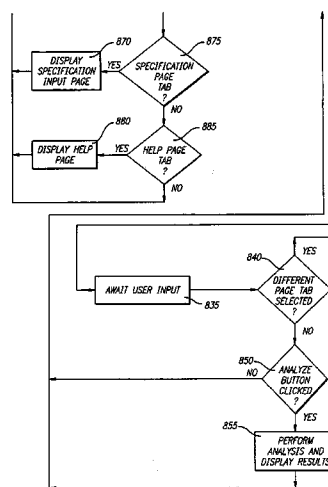 870
DISPLAY
SPECIFICATION
INPUT PAGE
YES
875
SPECIFICATION
PAGE
TAB
?
NO
880
DISPLAY HELP
PAGE
YES
885
HELP PAGE
TAB
?
NO
AWAIT USER INPUT
835
840
YES
DIFFERENT
PAGE TAB
SELECTED
?
NO
850
NO
ANALYZE
BUTTON
CLICKED
?
YES
855
PERFORM
ANALYSIS AND
DISPLAY RESULTS